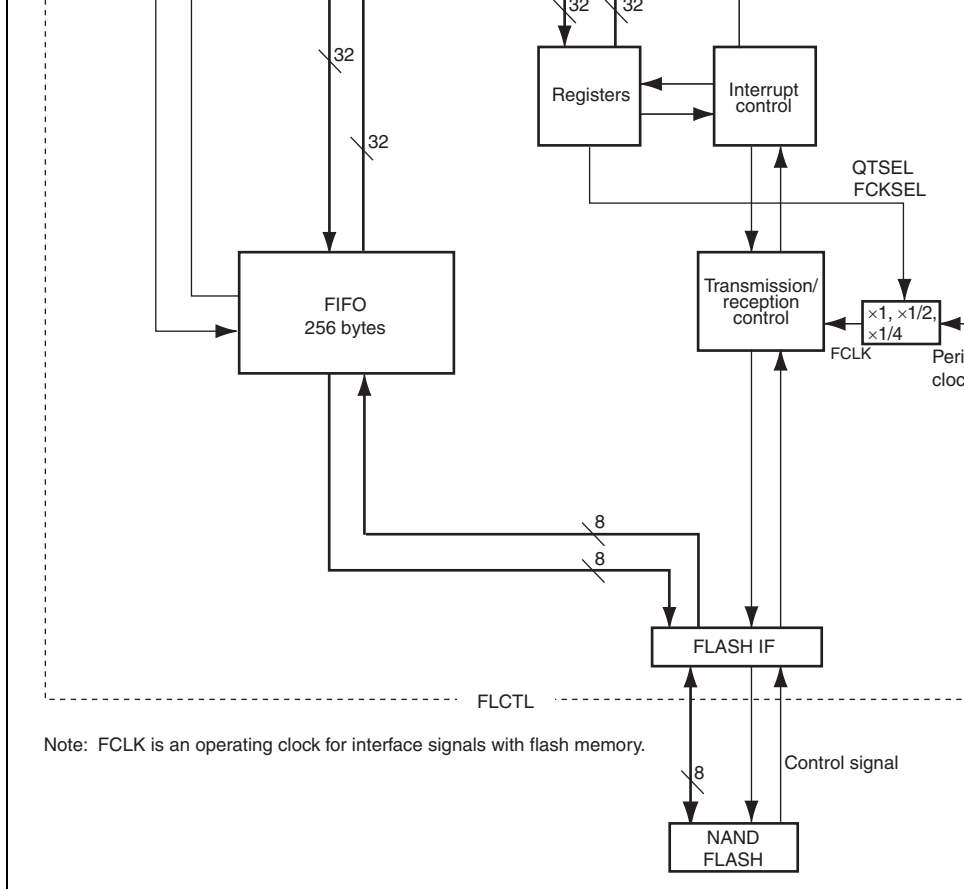 32
32
32
32
Registers
Interrupt
control
QTSEL
FCKSEL
FIFO
256 bytes
Transmission/
reception
control
×1, ×1/2,
×1/4
FCLK
Peri
cloc
8
8
FLASH IF
FLCTL
Note: FCLK is an operating clock for interface signals with flash memory.
Control signal
8
NAND
FLASH